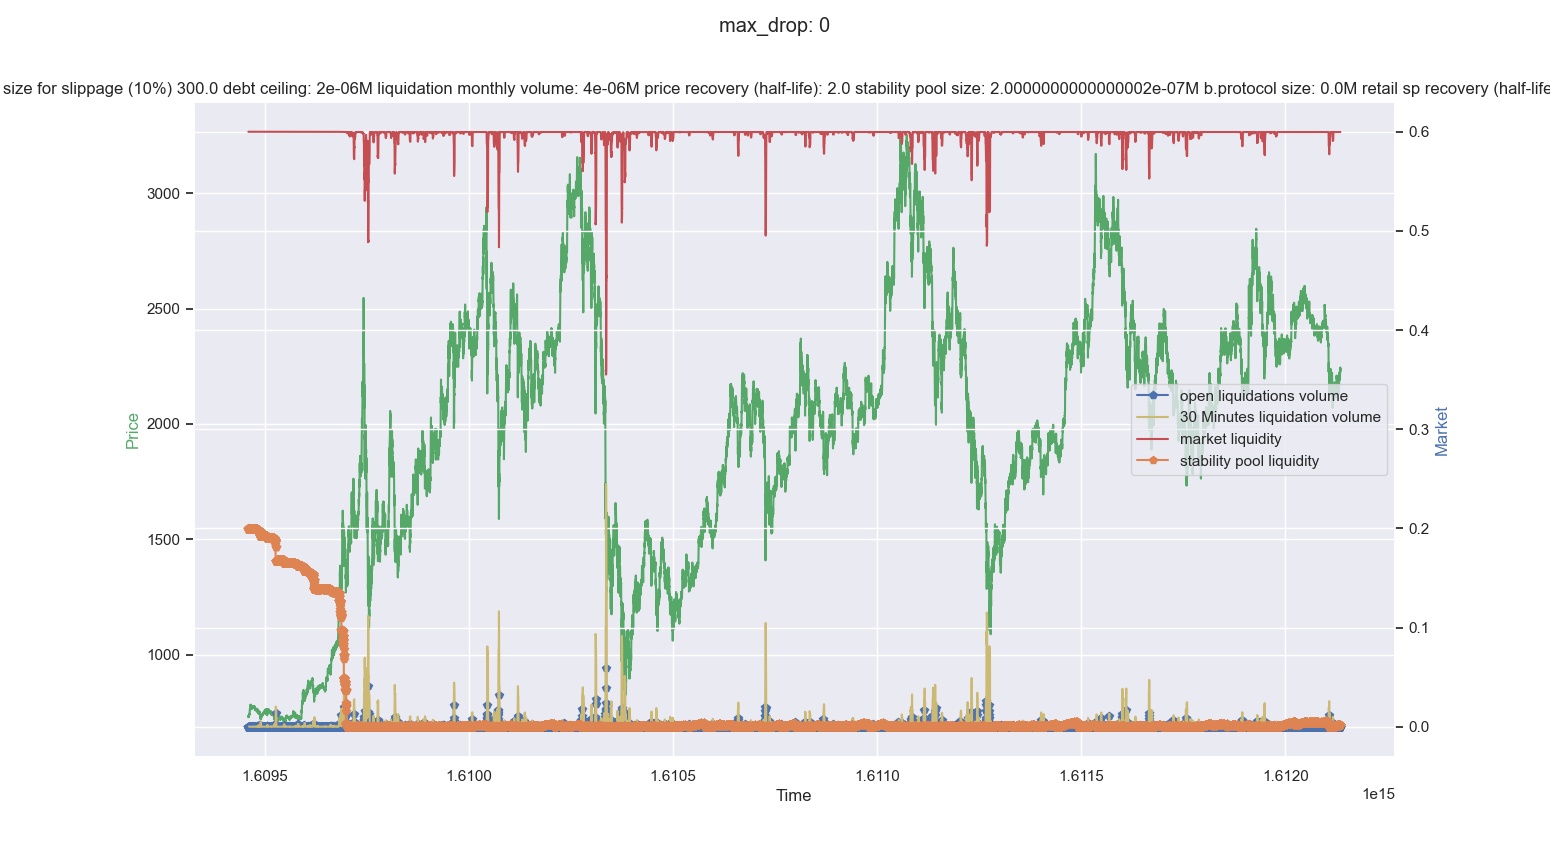 max_drop: 0
size for slippage (10%) 300.0 debt ceiling: 2e-06M liquidation monthly volume: 4e-06M price recovery (half-life): 2.0 stability pool size: 2.0000000000000002e-07M b.protocol size: 0.0M retail sp recovery (half-life
3000
2500
2000
1500
1000
Price
0.6
0.5
0.4
0.3
0.2
0.1
0.0
Market
open liquidations volume
30 Minutes liquidation volume
market liquidity
stability pool liquidity
1.6095 1.6100 1.6105 1.6110 1.6115 1.6120
Time
1e15